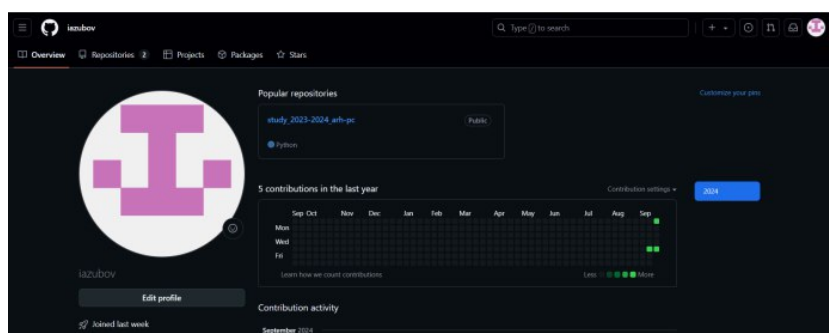 iazubov
Type / to search
Overview Repositories 2 Projects Packages Stars
Popular repositories
Customize your pins
study_2023-2024_arh-pc Public
Python
5 contributions in the last year
Contribution settings
2024
Sep Oct Nov Dec Jan Feb Mar Apr May Jun Jul Aug Sep
Mon
Wed
Fri
Learn how we count contributions
Less More
iazubov
Edit profile
Joined last week
Contribution activity
September 2024